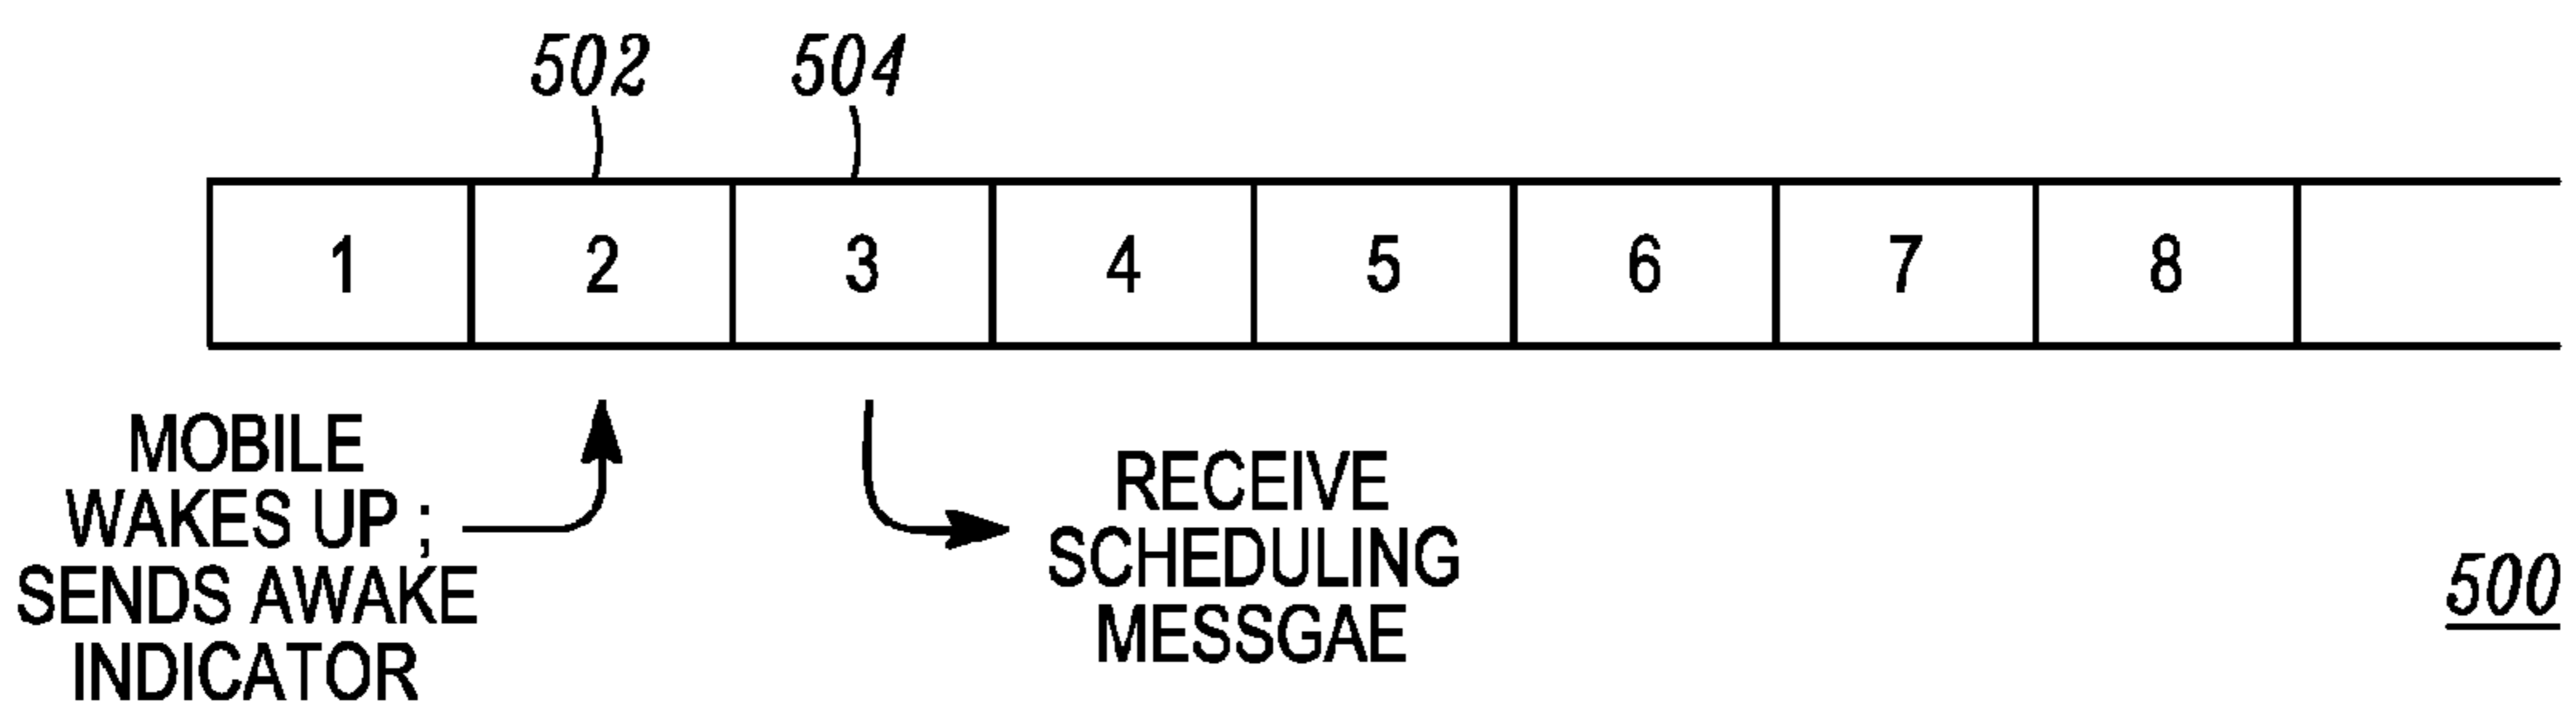 502 504
1 2 3 4 5 6 7 8
MOBILE
WAKES UP ;
SENDS AWAKE
INDICATOR
RECEIVE
SCHEDULING
MESSGAE
500